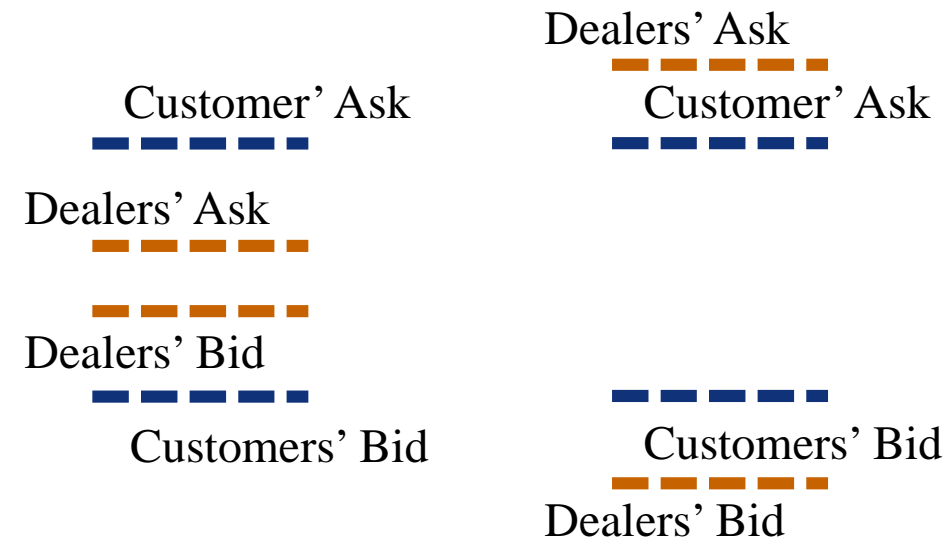 Customer’ Ask
Dealers’ Ask
Dealers’ Bid
Customers’ Bid
Dealers’ Ask
Customer’ Ask
Customers’ Bid
Dealers’ Bid